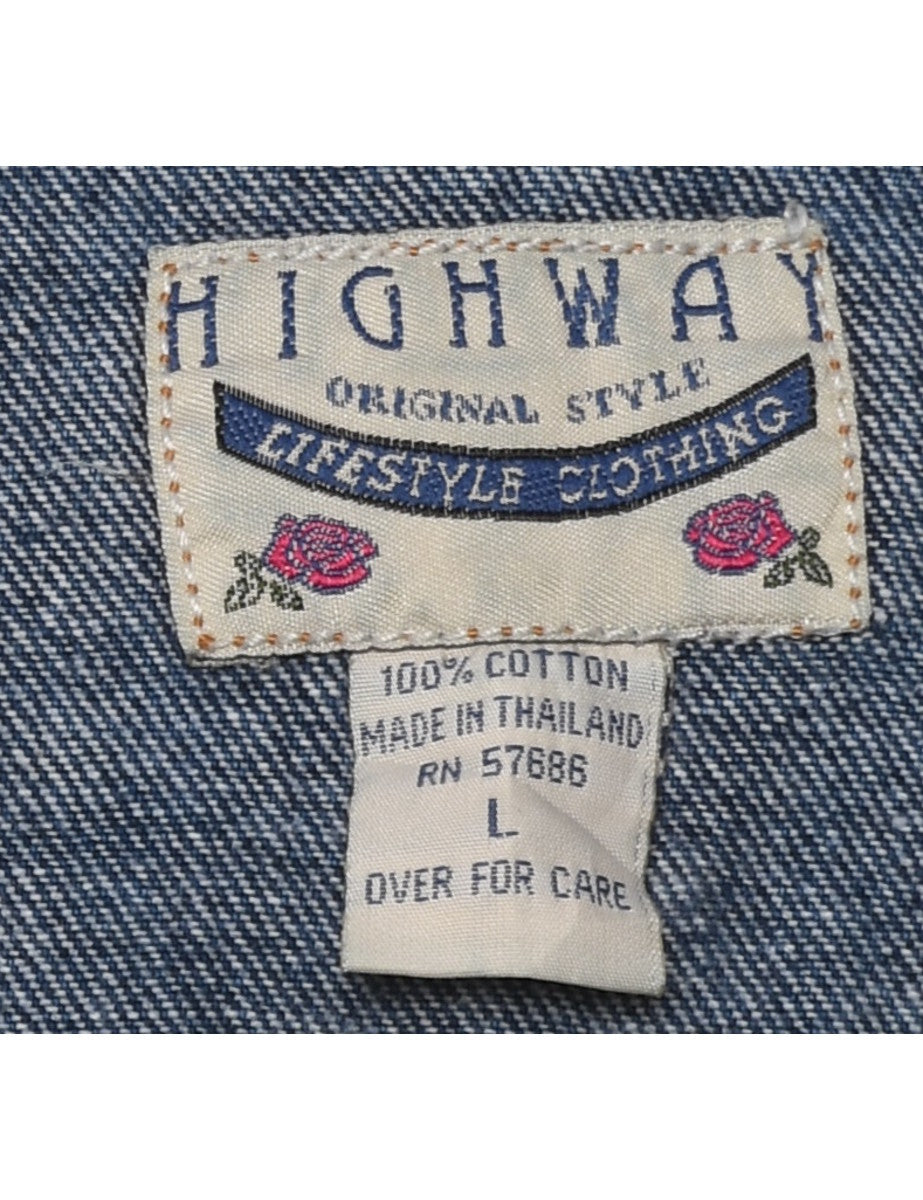 HIGHWAY
ORIGINAL STYLE
LIFESTYLE CLOTHING
100% COTTON
MADE IN THAILAND
RN 57686
L
OVER FOR CARE